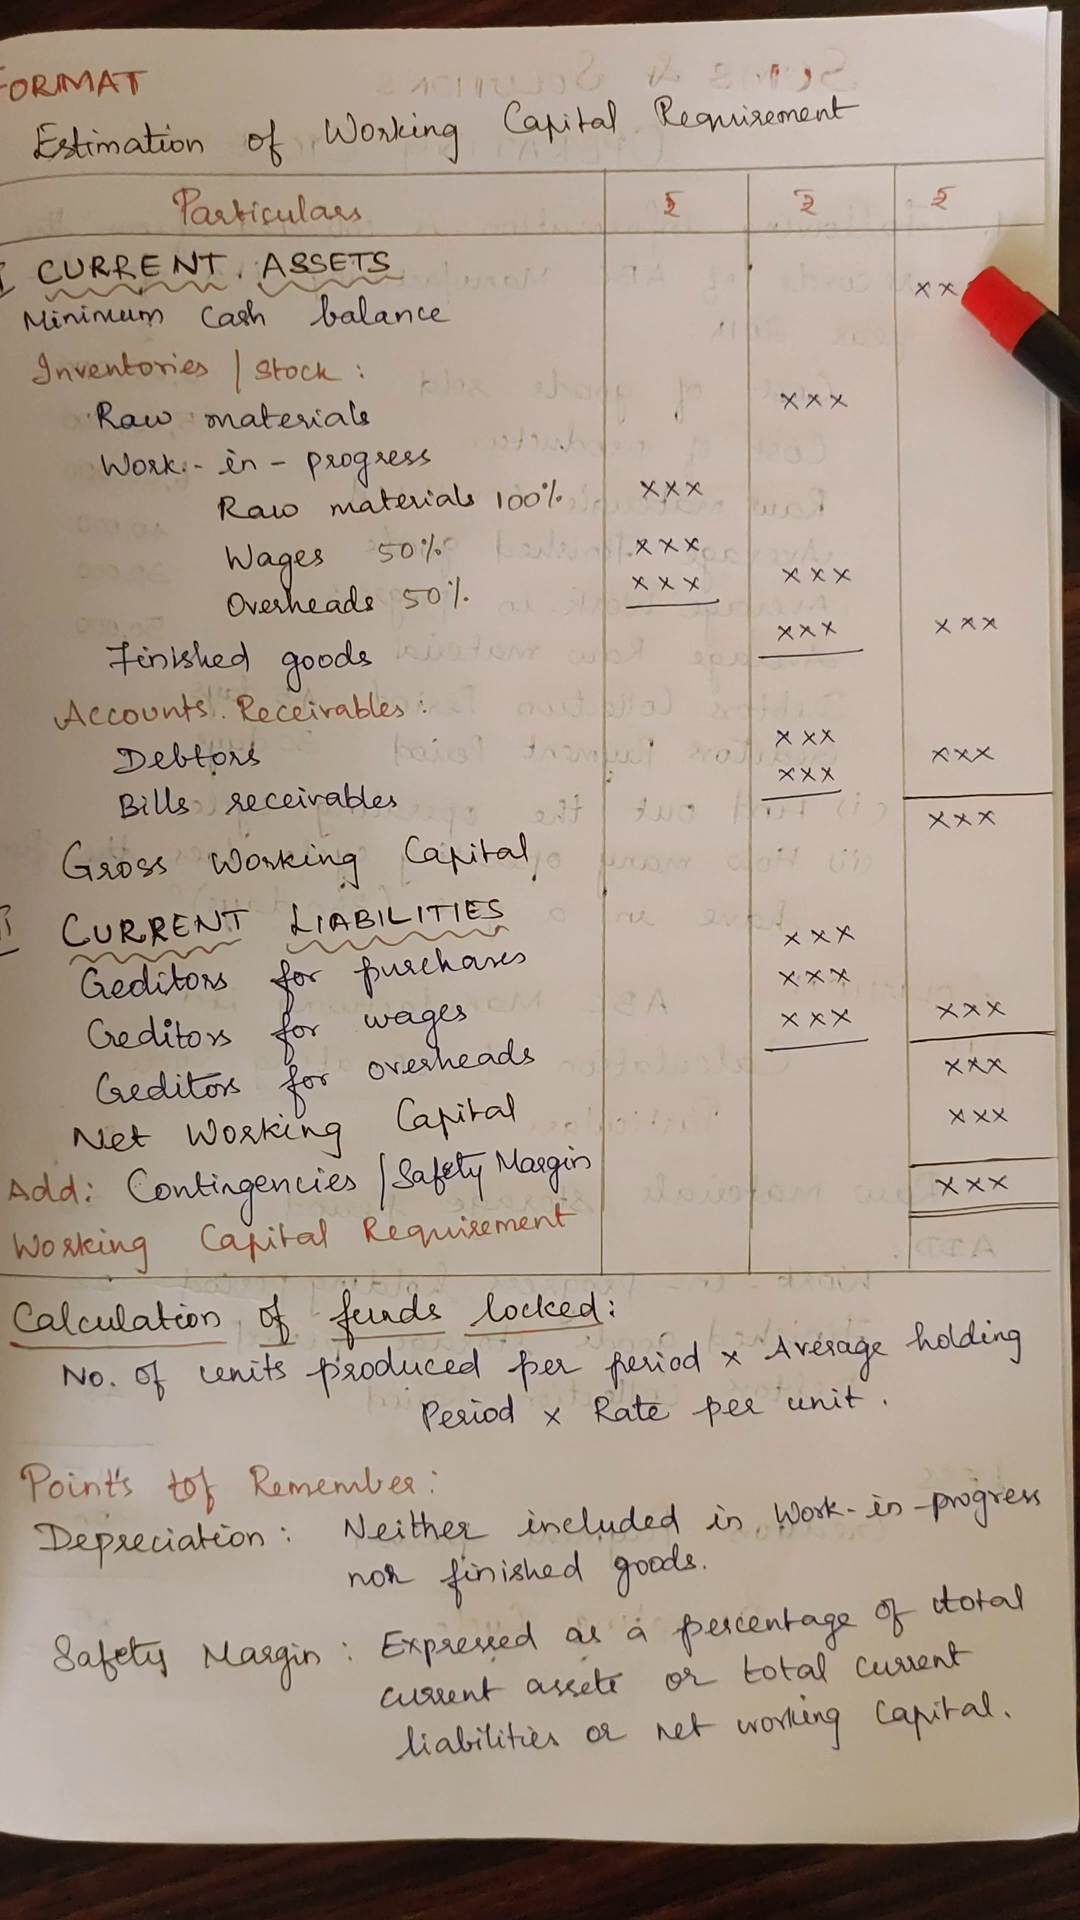 FORMAT
Estimation of Working Capital Requirement
Particulars ₹ ₹ ₹
I CURRENT ASSETS
Minimum Cash balance xx
Inventories / Stock :
Raw materials xxx
Work-in-progress
Raw materials 100% xxx
Wages 50% xxx
Overheads 50% xxx xxx
Finished goods xxx xxx
Accounts Receivables :
Debtors xxx
Bills receivables xxx xxx
Gross Working Capital xxx
II CURRENT LIABILITIES
Creditors for purchases xxx
Creditors for wages xxx
Creditors for overheads xxx xxx
Net Working Capital xxx
Add: Contingencies / Safety Margin xxx
Working Capital Requirement xxx
Calculation of funds locked:
No. of units produced per period x Average holding
Period x Rate per unit.
Point's tof Remember:
Depreciation: Neither included in Work-in-progress
nor finished goods.
Safety Margin: Expressed as a percentage of total
current assets or total current
liabilities or net working Capital.